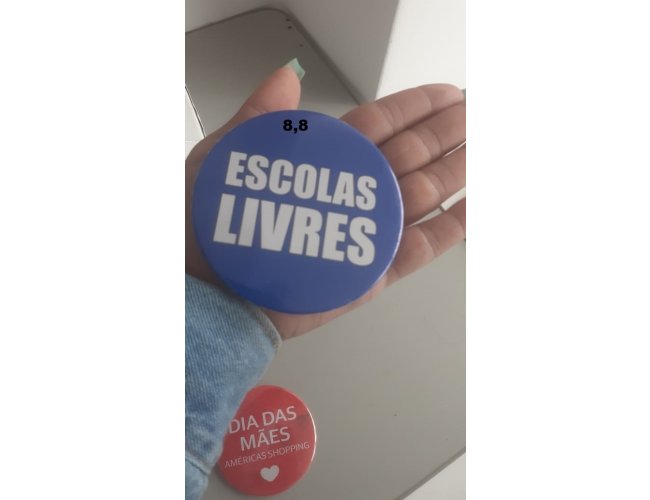 8,8
ESCOLAS
LIVRES
DIA DAS
MÃES
AMÉRICAS SHOPPING